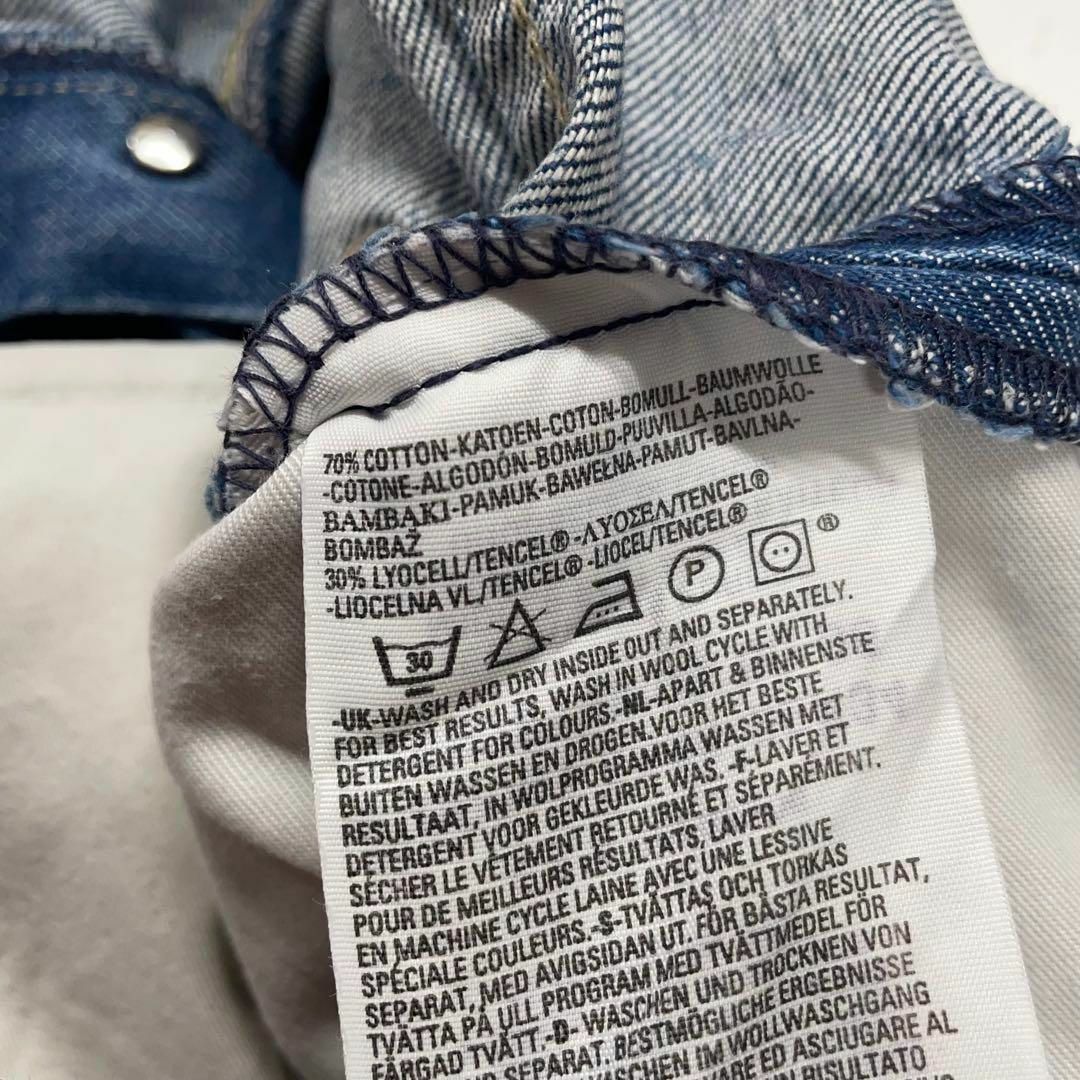 70% COTTON-KATOEN-COTON-BOMULL-BAUMWOLLE
-COTONE-ALGODÓN-BOMULD-PUUVILLA-ALGODÃO-
BAMBAKI-PAMUK-BAWEŁNA-PAMUT-BAVLNA-
BOMBAŽ
30% LYOCELL/TENCEL®-ΛΥΟΣΕΛ/TENCEL®
-LIOCELNA VL/TENCEL®-LIOCEL/TENCEL®
30 P ®
-UK-WASH AND DRY INSIDE OUT AND SEPARATELY.
FOR BEST RESULTS, WASH IN WOOL CYCLE WITH
DETERGENT FOR COLOURS.-NL-APART & BINNENSTE
BUITEN WASSEN EN DROGEN.VOOR HET BESTE
RESULTAAT, IN WOLPROGRAMMA WASSEN MET
DETERGENT VOOR GEKLEURDE WAS. -F-LAVER ET
SÉCHER LE VÊTEMENT RETOURNÉ ET SÉPARÉMENT.
POUR DE MEILLEURS RÉSULTATS, LAVER
EN MACHINE CYCLE LAINE AVEC UNE LESSIVE
SPÉCIALE COULEURS.-S-TVÄTTAS OCH TORKAS
SEPARAT, MED AVIGSIDAN UT. FÖR BÄSTA RESULTAT,
TVÄTTA PÅ ULL PROGRAM MED TVÄTTMEDEL FÖR
FÄRGAD TVÄTT.-D- WASCHEN UND TROCKNEN VON
ND SEPARAT. BESTMÖGLICHE ERGEBNISSE
SCHEN IM WOLLWASCHGANG
ARE ED ASCIUGARE AL
RISULTATO